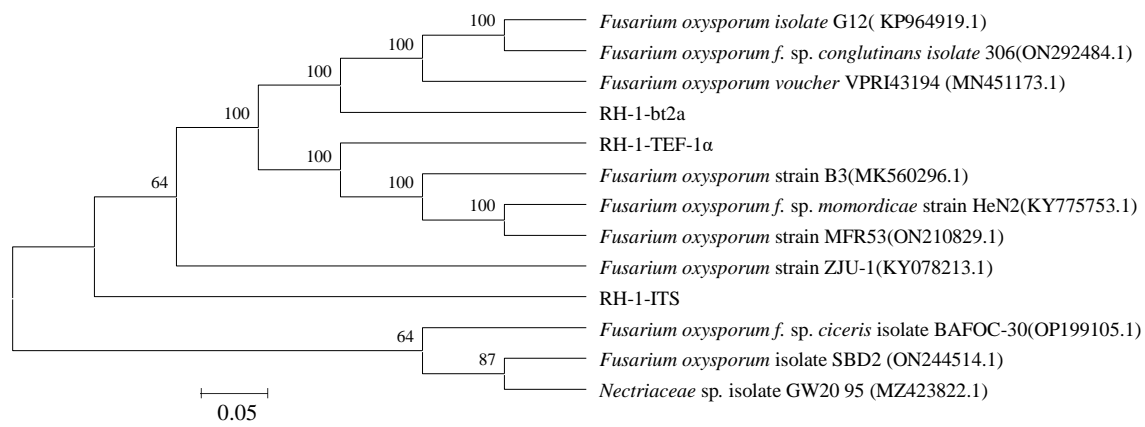 100 Fusarium oxysporum isolate G12( KP964919.1)
100 Fusarium oxysporum f. sp. conglutinans isolate 306(ON292484.1)
100 Fusarium oxysporum voucher VPRI43194 (MN451173.1)
100 RH-1-bt2a
RH-1-TEF-1α
100
64 100 Fusarium oxysporum strain B3(MK560296.1)
100 Fusarium oxysporum f. sp. momordicae strain HeN2(KY775753.1)
Fusarium oxysporum strain MFR53(ON210829.1)
Fusarium oxysporum strain ZJU-1(KY078213.1)
RH-1-ITS
64 Fusarium oxysporum f. sp. ciceris isolate BAFOC-30(OP199105.1)
87 Fusarium oxysporum isolate SBD2 (ON244514.1)
Nectriaceae sp. isolate GW20 95 (MZ423822.1)
0.05